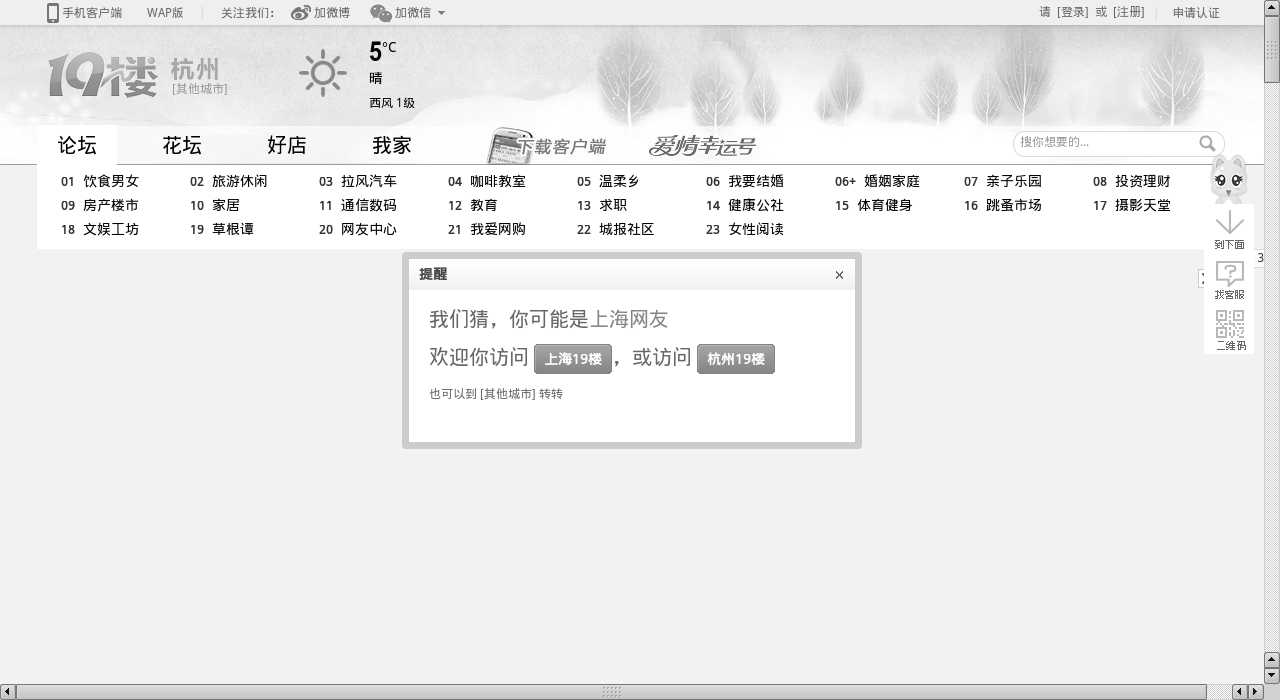 手机客户端 WAP版 关注我们: 加微博 加微信 请 [登录] 或 [注册] 申请认证
19楼 杭州 [其他城市]
5℃
晴
西风 1级
论坛 花坛 好店 我家 下载客户端 爱情幸运号 搜你想要的...
01 饮食男女 02 旅游休闲 03 拉风汽车 04 咖啡教室 05 温柔乡 06 我要结婚 06+ 婚姻家庭 07 亲子乐园 08 投资理财
09 房产楼市 10 家居 11 通信数码 12 教育 13 求职 14 健康公社 15 体育健身 16 跳蚤市场 17 摄影天堂
18 文娱工坊 19 草根谭 20 网友中心 21 我爱网购 22 城报社区 23 女性阅读
到下面
找客服
二维码
3
提醒 ×
我们猜，你可能是上海网友
欢迎你访问 上海19楼 ，或访问 杭州19楼
也可以到 [其他城市] 转转